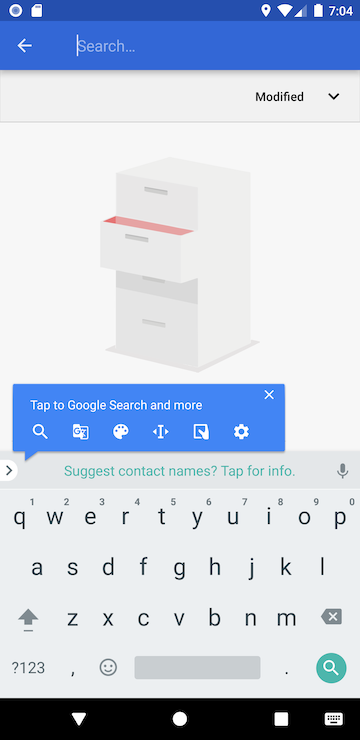 7:04
Search...
Modified
Tap to Google Search and more
Suggest contact names? Tap for info.
1 2 3 4 5 6 7 8 9 0
q w e r t y u i o p
a s d f g h j k l
z x c v b n m
?123 , .